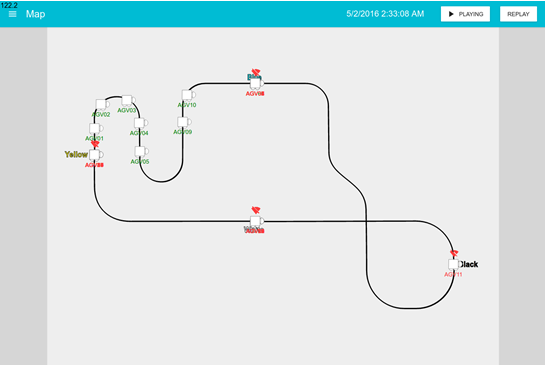 122.2
Map
5/2/2016 2:33:08 AM
PLAYING
REPLAY
AGV02
AGV03
AGV10
AGV01
AGV04
AGV09
Yellow
AGV05
Black
AGV11